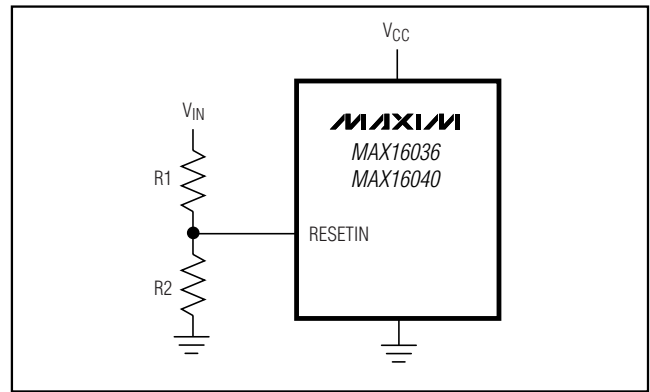 VCC
VIN
MAXIM
MAX16036
MAX16040
R1
RESETIN
R2